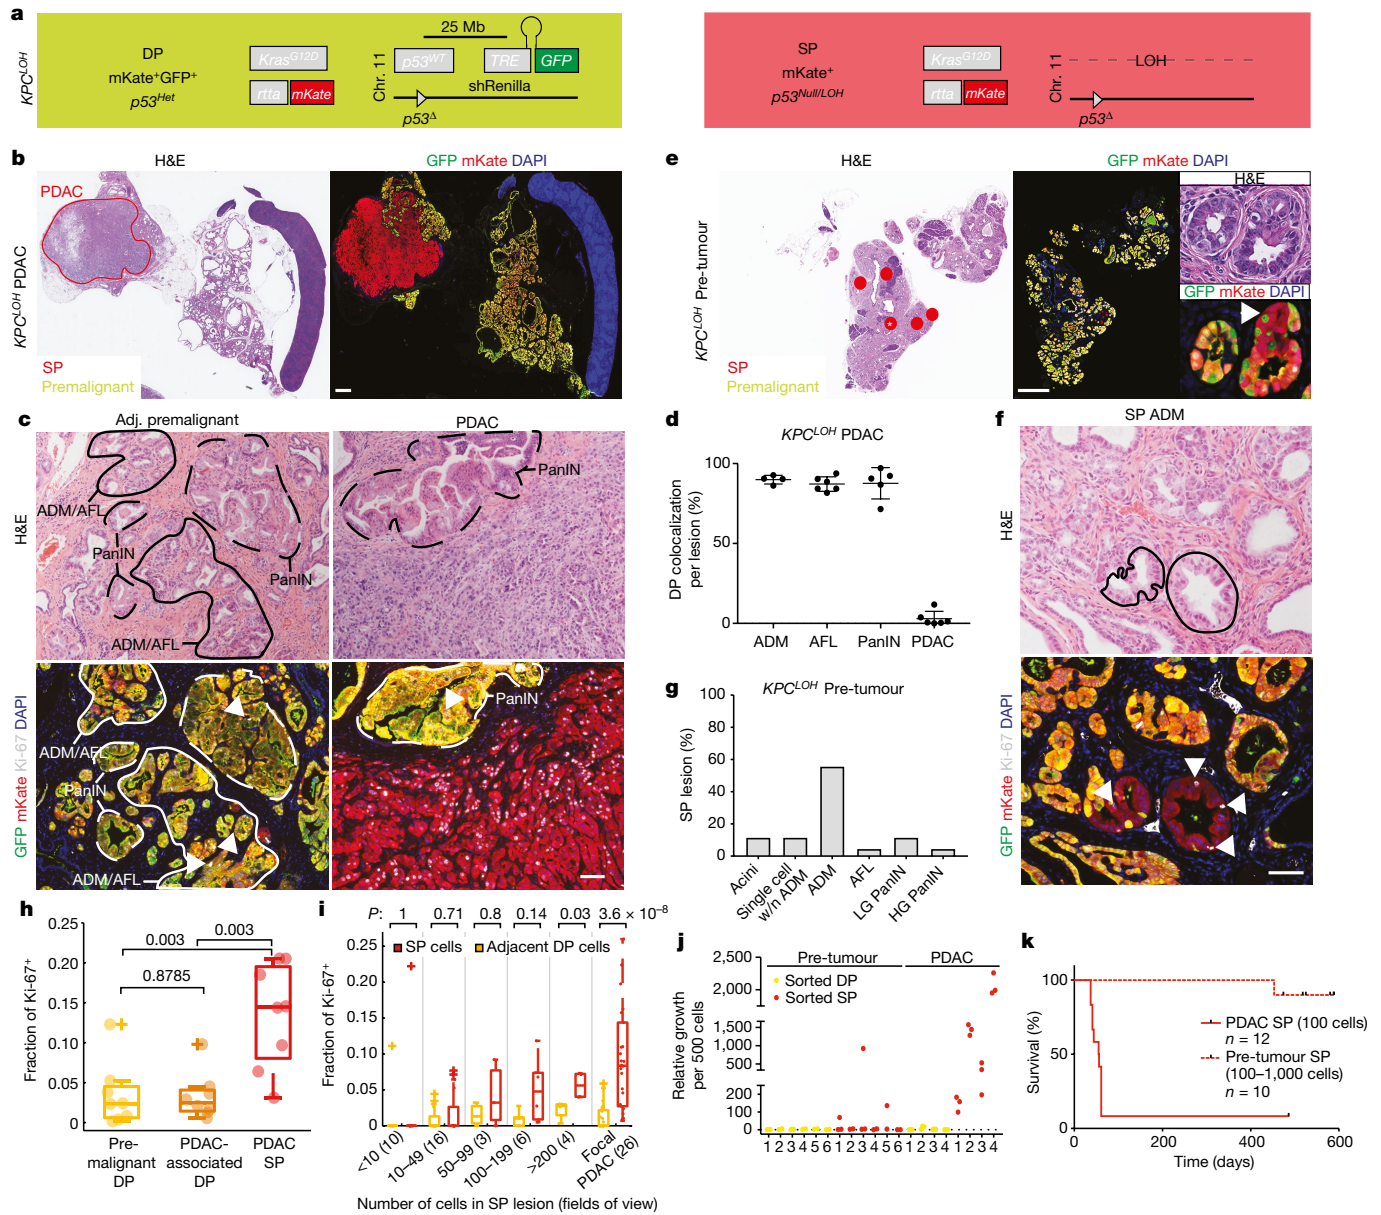 a
KPC^LOH
DP
mKate⁺GFP⁺
p53^Het
Kras^G12D
rtta mKate
Chr. 11
25 Mb
p53^WT
TRE GFP
shRenilla
p53^Δ
SP
mKate⁺
p53^Null/LOH
Kras^G12D
rtta mKate
Chr. 11
LOH
p53^Δ
b
KPC^LOH PDAC
H&E
GFP mKate DAPI
PDAC
SP
Premalignant
e
KPC^LOH Pre-tumour
H&E
GFP mKate DAPI
H&E
GFP mKate DAPI
SP
Premalignant
*
c
Adj. premalignant
PDAC
H&E
ADM/AFL
PanIN
PanIN
ADM/AFL
PanIN
GFP mKate Ki-67 DAPI
ADM/AFL
PanIN
ADM/AFL
PanIN
d
KPC^LOH PDAC
DP colocalization
per lesion (%)
100
50
0
ADM AFL PanIN PDAC
f
SP ADM
H&E
GFP mKate Ki-67 DAPI
g
KPC^LOH Pre-tumour
SP lesion (%)
100
80
60
40
20
0
Acini
Single cell
w/n ADM
ADM
AFL
LG PanIN
HG PanIN
h
Fraction of Ki-67⁺
0.25
0.20
0.15
0.10
0.05
0
0.003
0.003
0.8785
Pre-
malignant
DP
PDAC-
associated
DP
PDAC
SP
i
P: 1 0.71 0.8 0.14 0.03 3.6 × 10⁻⁸
Fraction of Ki-67⁺
0.25
0.20
0.15
0.10
0.05
0
SP cells Adjacent DP cells
<10 (10)
10–49 (16)
50–99 (3)
100–199 (6)
>200 (4)
Focal
PDAC (26)
Number of cells in SP lesion (fields of view)
j
Relative growth
per 500 cells
2,500
2,000
1,500
1,000
500
200
100
0
Pre-tumour PDAC
Sorted DP
Sorted SP
1 2 3 4 5 6 1 2 3 4 5 6 1 2 3 4 1 2 3 4
k
Survival (%)
100
50
0
PDAC SP (100 cells)
n = 12
Pre-tumour SP
(100–1,000 cells)
n = 10
0 200 400 600
Time (days)